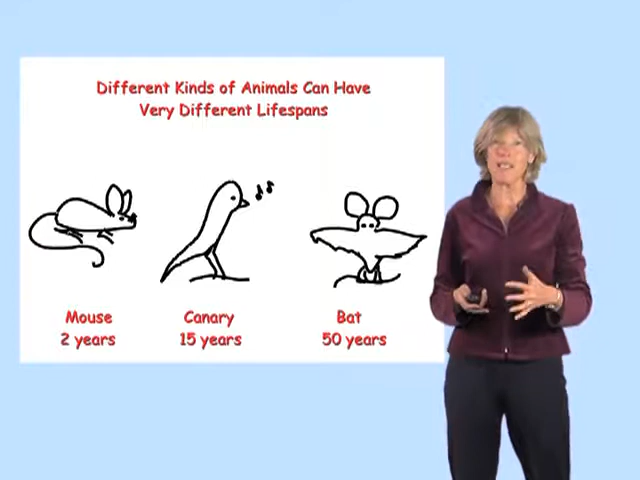 Different Kinds of Animals Can Have
Very Different Lifespans
Mouse
Canary
Bat
2 years
15 years
50 years